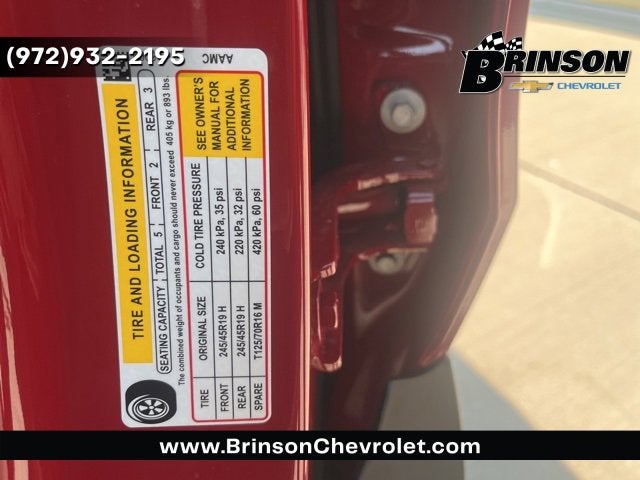 (972)932-2195
BRINSON
CHEVROLET
AAMC
TIRE AND LOADING INFORMATION
SEATING CAPACITY TOTAL 5 FRONT 2 REAR 3
The combined weight of occupants and cargo should never exceed 405 kg or 893 lbs.
TIRE ORIGINAL SIZE COLD TIRE PRESSURE
FRONT 245/45R19 H 240 kPa, 35 psi
REAR 245/45R19 H 220 kPa, 32 psi
SPARE T125/70R16 M 420 kPa, 60 psi
SEE OWNER'S
MANUAL FOR
ADDITIONAL
INFORMATION
www.BrinsonChevrolet.com